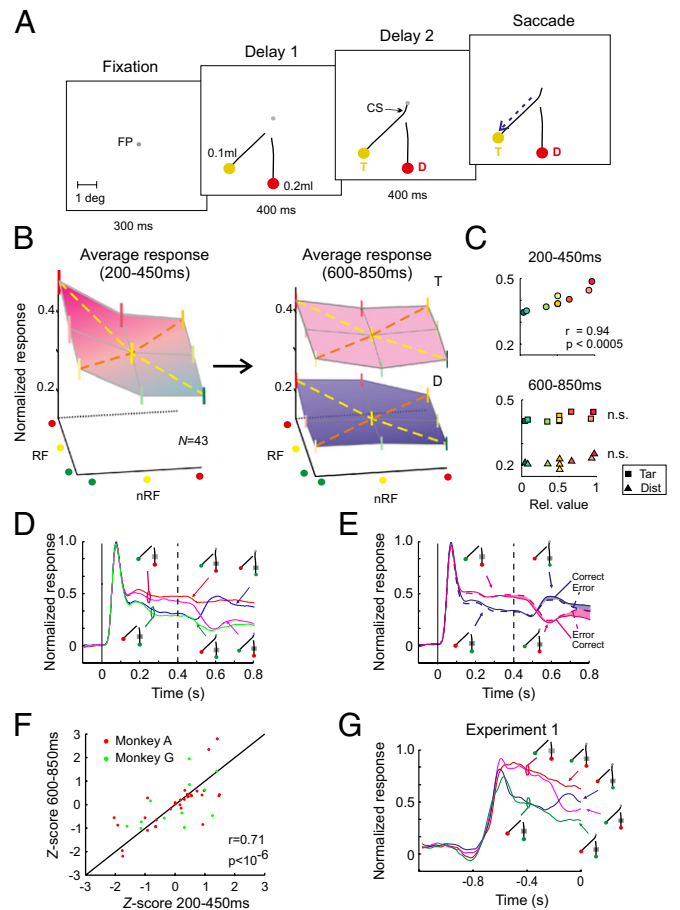 A
Fixation
Delay 1
Delay 2
Saccade
FP
1 deg
300 ms
0.1ml
0.2ml
400 ms
CS
T
D
400 ms
T
D
B
Average response
(200-450ms)
Average response
(600-850ms)
Normalized response
0.4
0.3
0.2
RF
nRF
N=43
T
D
0.4
0.3
0.2
nRF
C
200-450ms
0.5
0.2
r = 0.94
p < 0.0005
600-850ms
0.5
0.2
n.s.
n.s.
0
0.5
1
Rel. value
Tar
Dist
D
Normalized response
1.0
0.5
0
0
0.2
0.4
0.6
0.8
Time (s)
E
Normalized response
1.0
0.5
0
0
0.2
0.4
0.6
0.8
Time (s)
Correct
Error
Error
Correct
F
Z-score 600-850ms
3
2
1
0
-1
-2
-3
-3
-2
-1
0
1
2
3
Z-score 200-450ms
Monkey A
Monkey G
r=0.71
p<10-6
G
Experiment 1
Normalized response
1.0
0.5
0
-0.8
-0.4
0
Time (s)